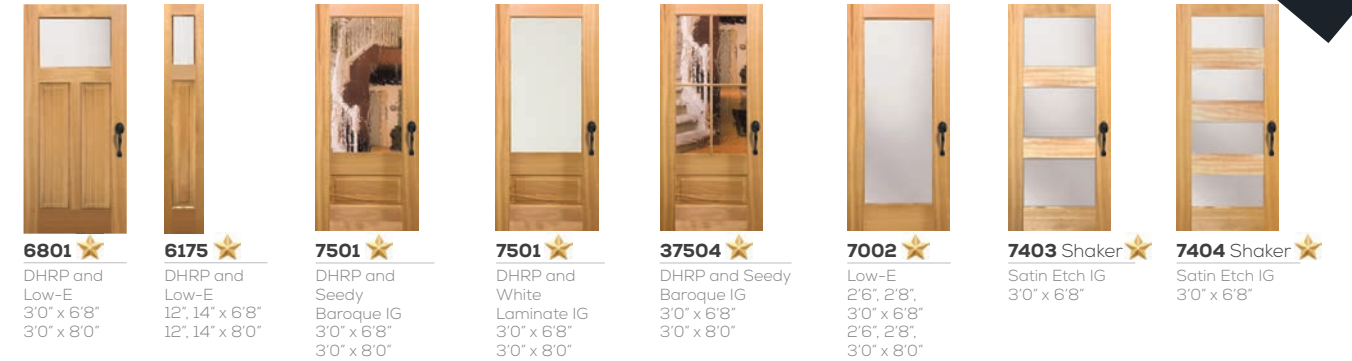 6801
DHRP and
Low-E
3'0” x 6'8”
3'0” x 8'0”
6175
DHRP and
Low-E
12”, 14” x 6'8”
12”, 14” x 8'0”
7501
DHRP and
Seedy
Baroque IG
3'0” x 6'8”
3'0” x 8'0”
7501
DHRP and
White
Laminate IG
3'0” x 6'8”
3'0” x 8'0”
37504
DHRP and Seedy
Baroque IG
3'0” x 6'8”
3'0” x 8'0”
7002
Low-E
2'6”, 2'8”,
3'0” x 6'8”
2'6”, 2'8”,
3'0” x 8'0”
7403 Shaker
Satin Etch IG
3'0” x 6'8”
7404 Shaker
Satin Etch IG
3'0” x 6'8”